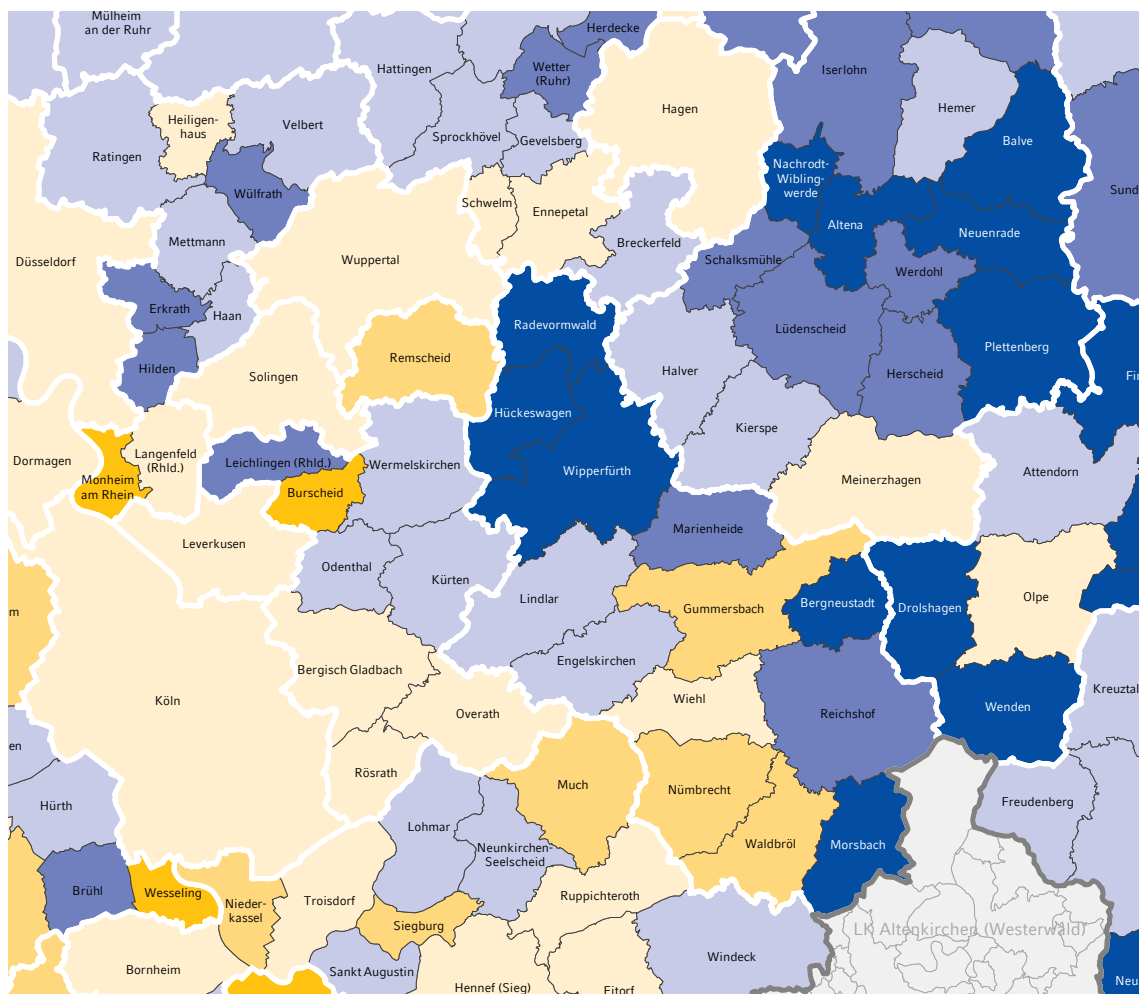 Mülheim
an der Ruhr
Herdecke
Hattingen
Wetter
(Ruhr)
Iserlohn
Hagen
Hemer
Heiligen-
haus
Velbert
Sprockhövel
Gevelsberg
Balve
Ratingen
Nachrodt-
Wibling-
werde
Wülfrath
Sund
Schwelm
Ennepetal
Altena
Neuenrade
Mettmann
Breckerfeld
Düsseldorf
Wuppertal
Schalksmühle
Werdohl
Erkrath
Haan
Radevormwald
Lüdenscheid
Plettenberg
Remscheid
Hilden
Solingen
Halver
Herscheid
Fin
Hückeswagen
Kierspe
Dormagen
Langenfeld
(Rhld.)
Leichlingen (Rhld.)
Wermelskirchen
Wipperfürth
Attendorn
Monheim
am Rhein
Burscheid
Meinerzhagen
Marienheide
Leverkusen
Odenthal
Kürten
Lindlar
Gummersbach
Bergneustadt
Drolshagen
Olpe
m
Engelskirchen
Bergisch Gladbach
Kreuztal
Köln
Wiehl
Wenden
Overath
Reichshof
en
Rösrath
Much
Nümbrecht
Hürth
Freudenberg
Lohmar
Neunkirchen-
Seelscheid
Waldbröl
Morsbach
Brühl
Wesseling
Nieder-
kassel
Troisdorf
Ruppichteroth
Siegburg
LK Altenkirchen (Westerwald)
Bornheim
Sankt Augustin
Windeck
Hennef (Sieg)
Eitorf
Neu